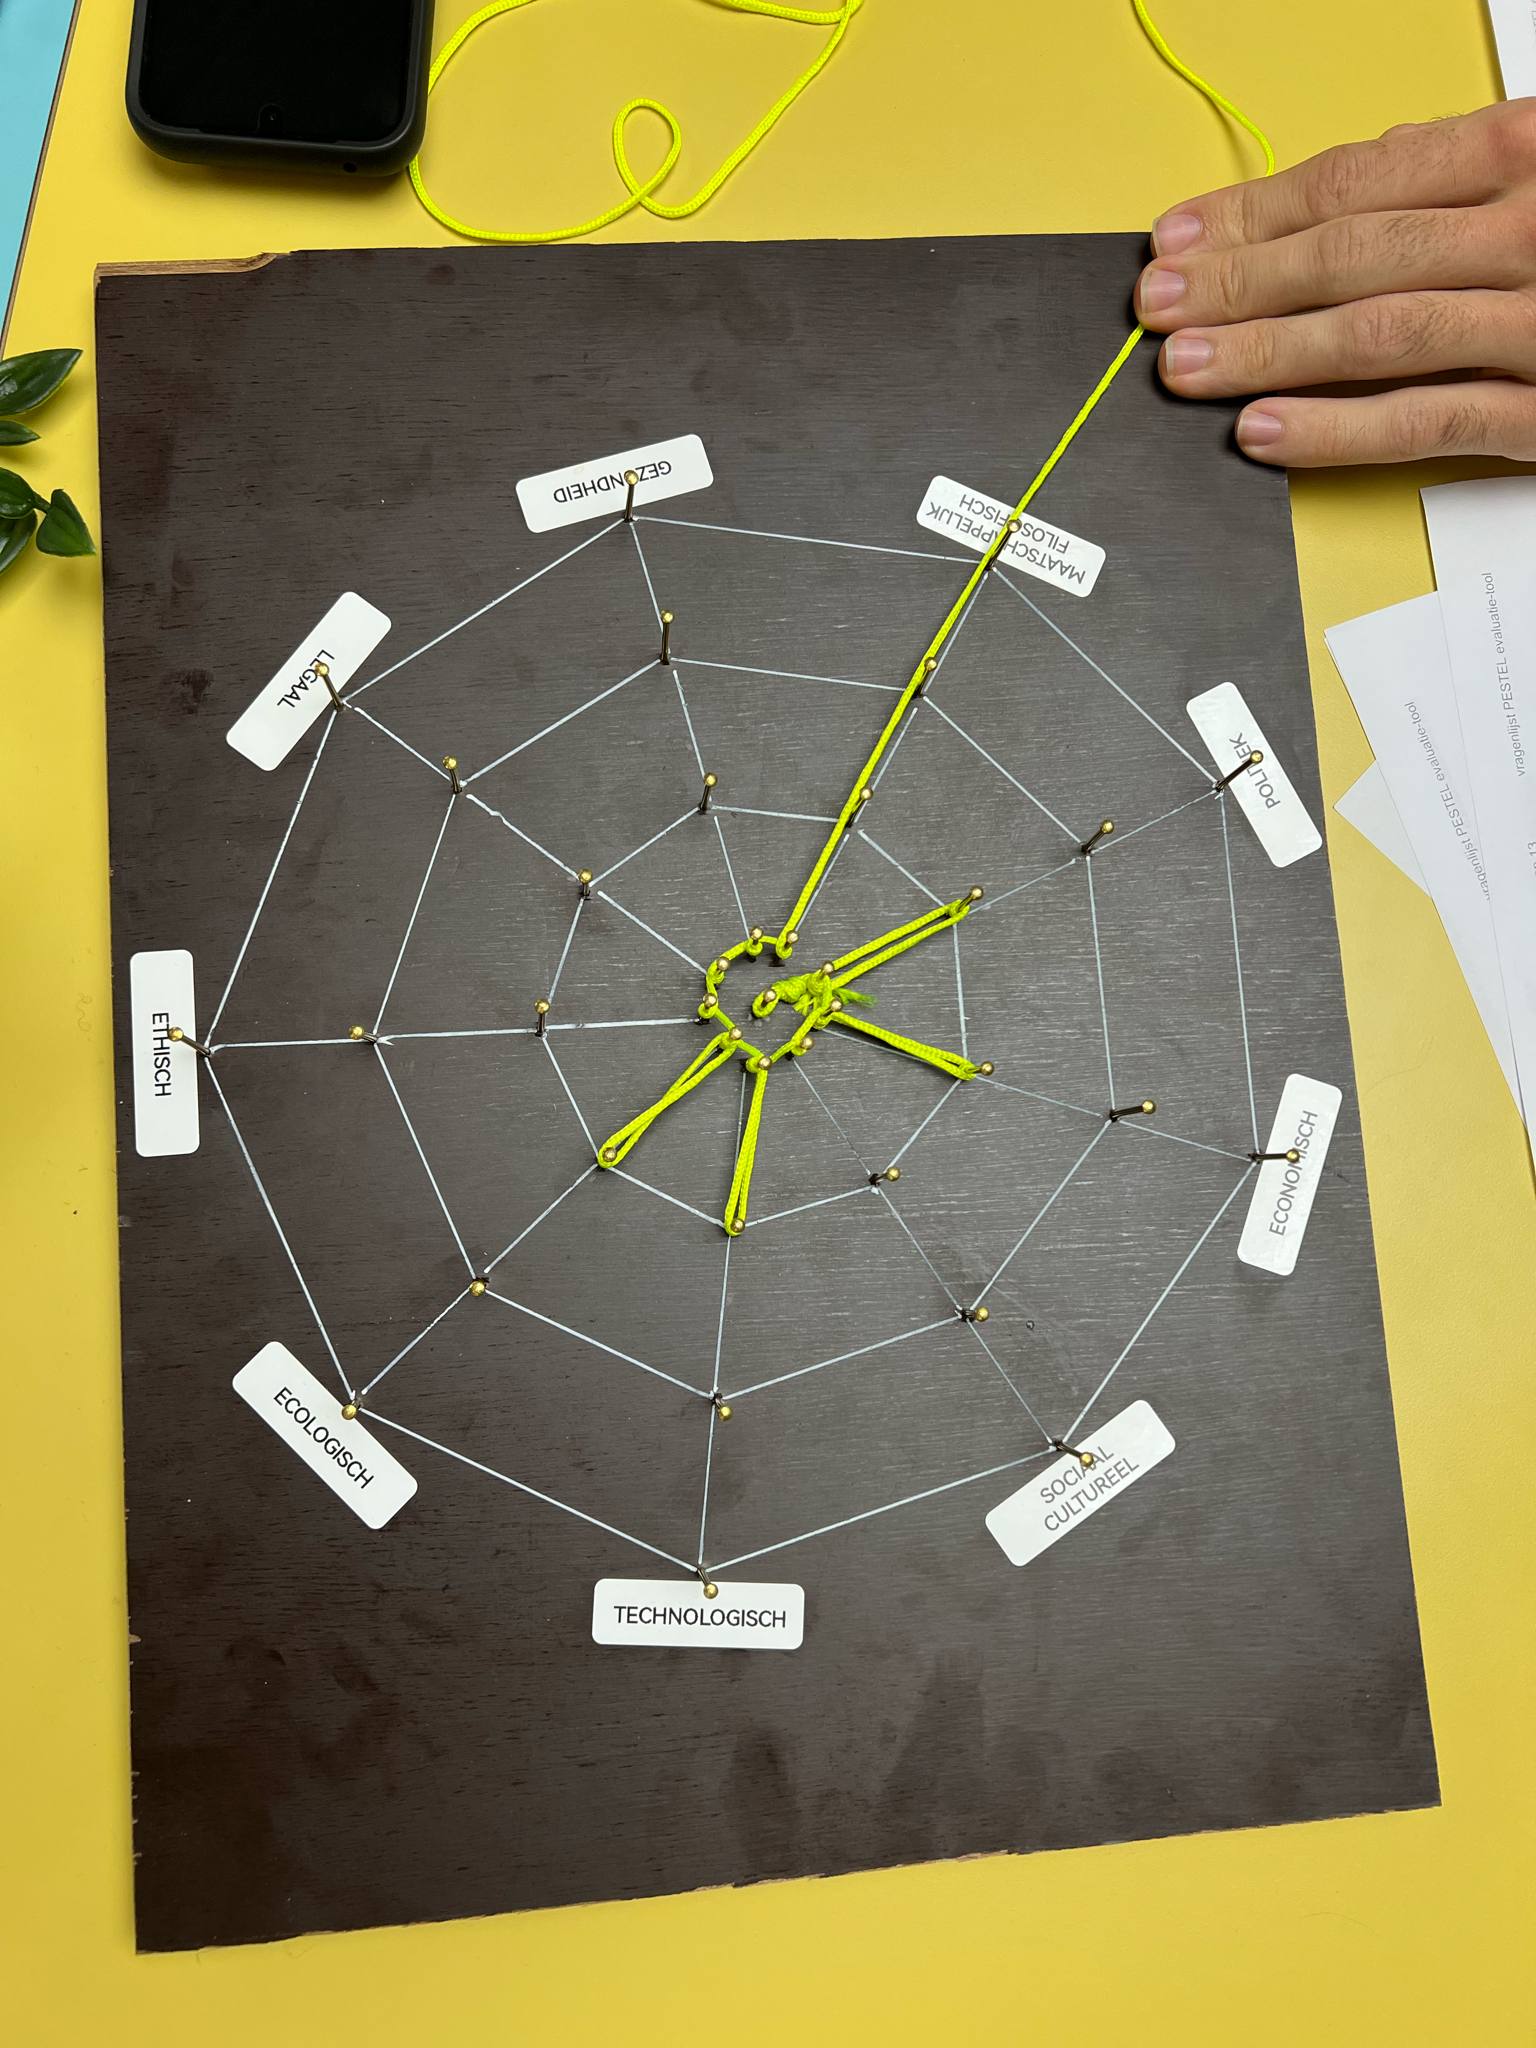 GEZONDHEID
MAATSCHAPPELIJK
FILOSOFISCH
LEGAAL
POLITIEK
ETHISCH
ECONOMISCH
ECOLOGISCH
SOCIAAL
CULTUREEL
TECHNOLOGISCH
vragenlijst PESTEL evaluatie-tool
vragenlijst PESTEL evaluatie-tool